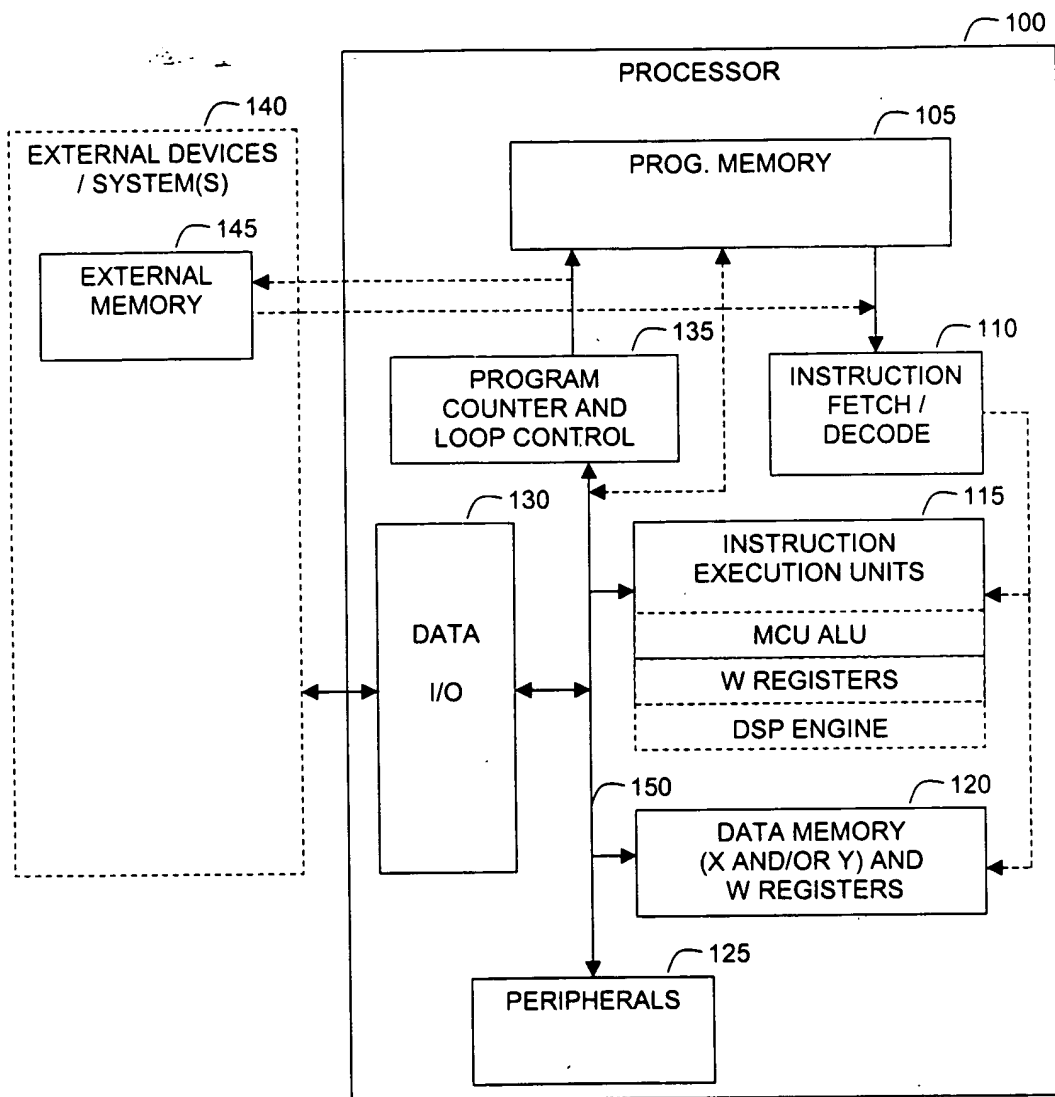 100
PROCESSOR
140
EXTERNAL DEVICES
/ SYSTEM(S)
105
PROG. MEMORY
145
EXTERNAL
MEMORY
135
PROGRAM
COUNTER AND
LOOP CONTROL
110
INSTRUCTION
FETCH /
DECODE
130
DATA
I/O
115
INSTRUCTION
EXECUTION UNITS
MCU ALU
W REGISTERS
DSP ENGINE
150
120
DATA MEMORY
(X AND/OR Y) AND
W REGISTERS
125
PERIPHERALS